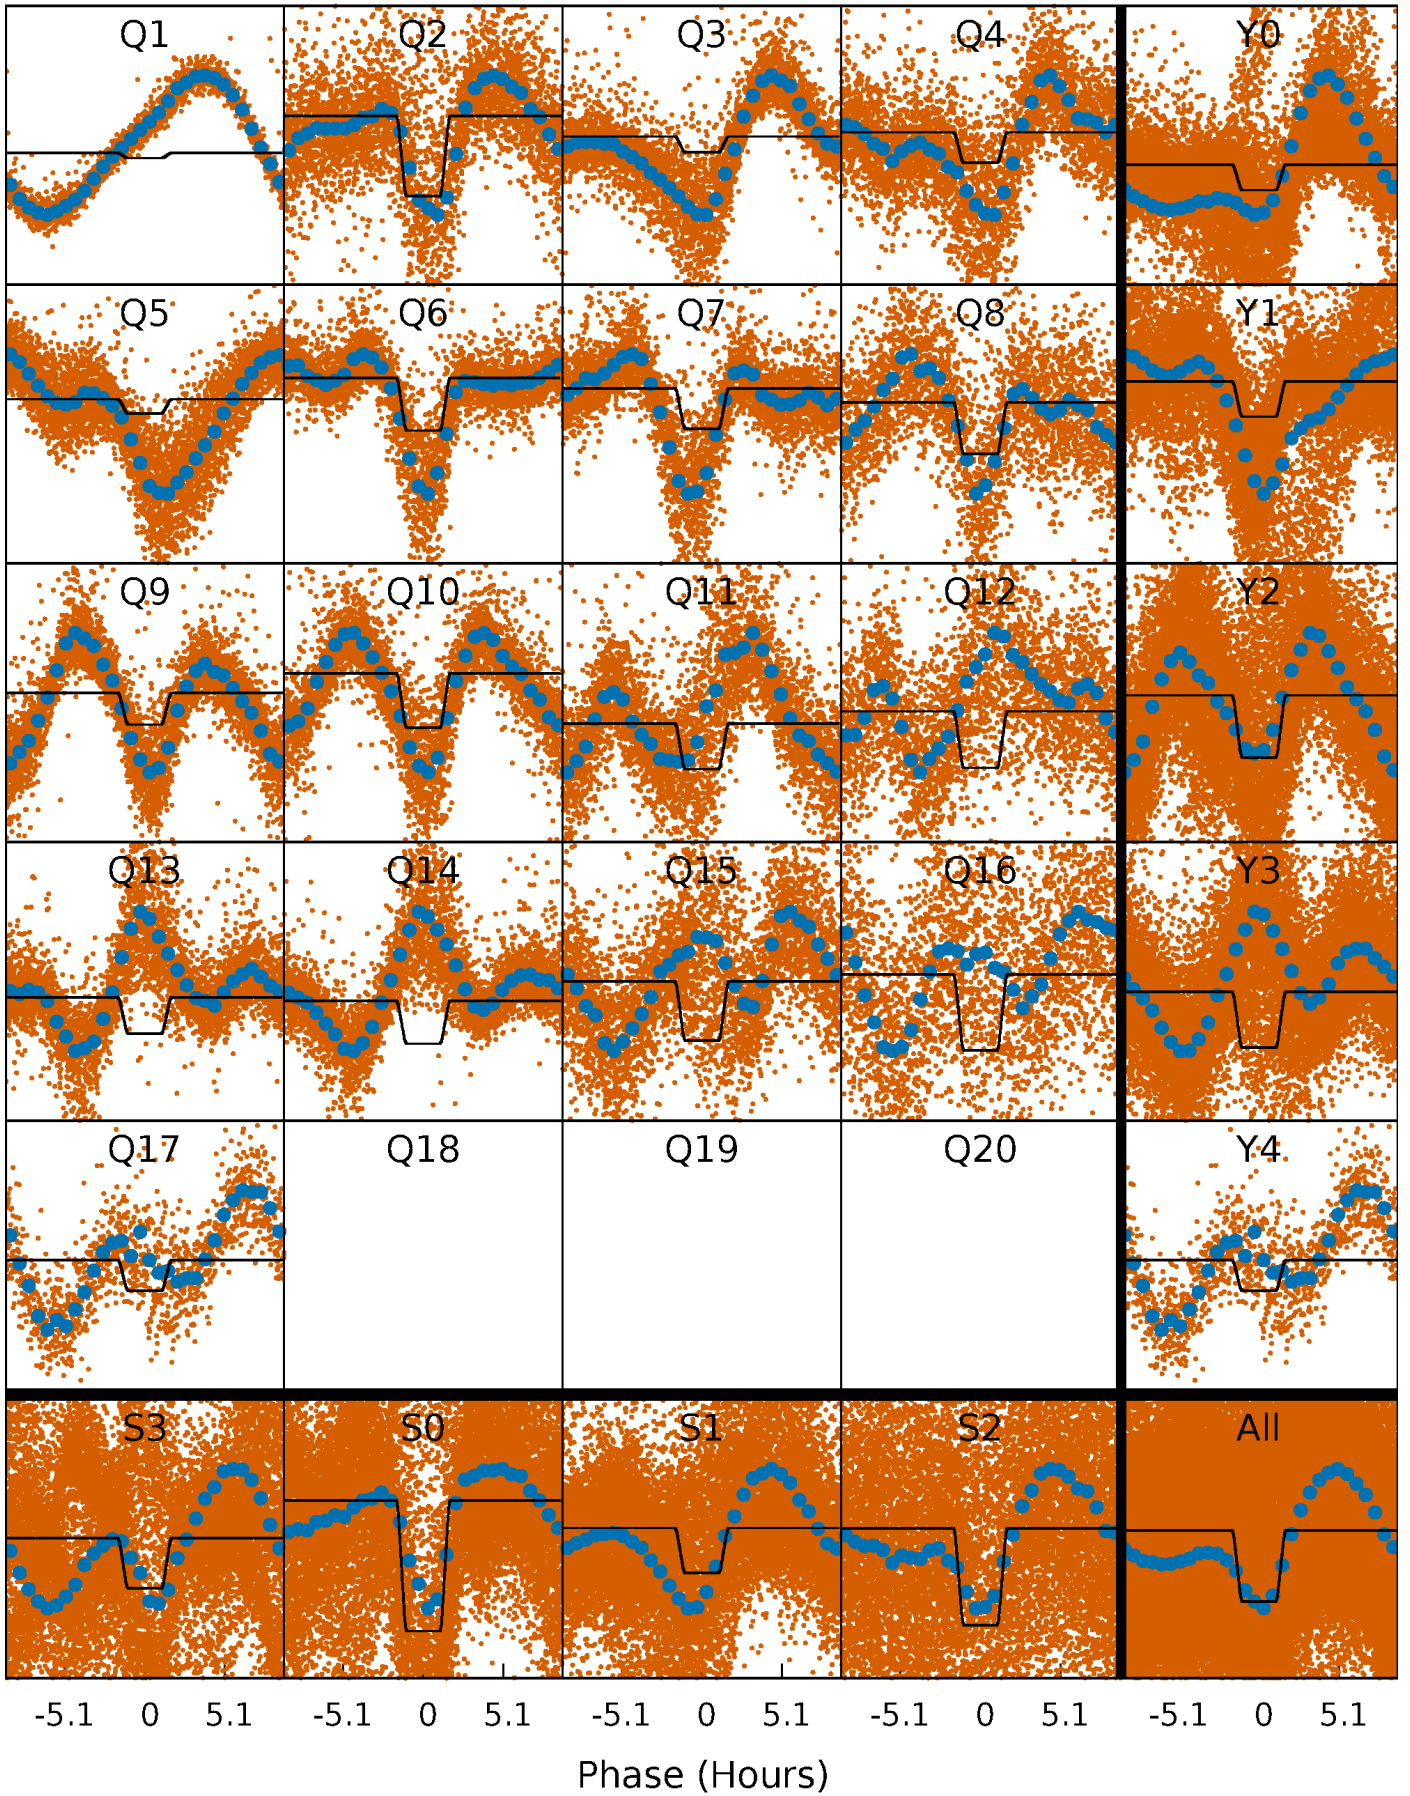 Q1 Q2 Q3 Q4 Y0
Q5 Q6 Q7 Q8 Y1
Q9 Q10 Q11 Q12 Y2
Q13 Q14 Q15 Q16 Y3
Q17 Q18 Q19 Q20 Y4
S3 S0 S1 S2 All
-5.1 0 5.1 -5.1 0 5.1 -5.1 0 5.1 -5.1 0 5.1 -5.1 0 5.1
Phase (Hours)